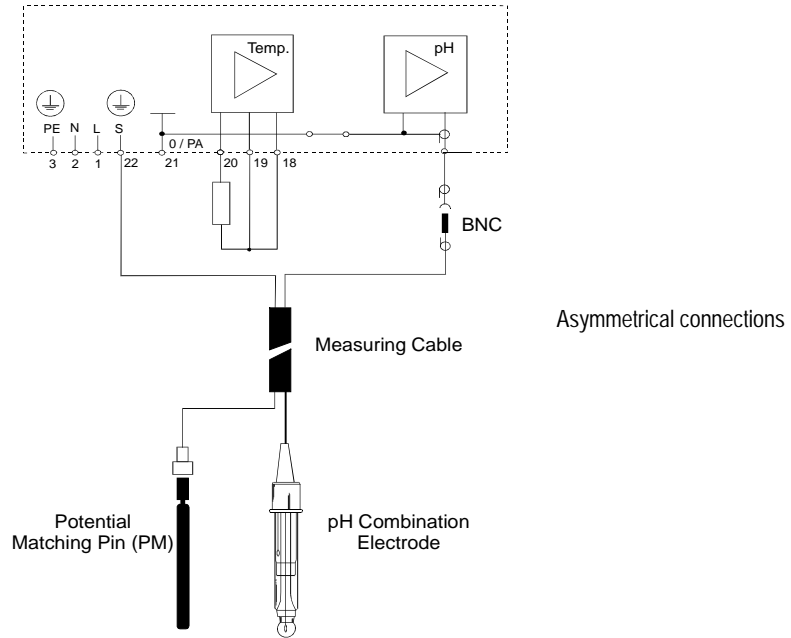 Temp.
pH
PE N L S
0 / PA
3 2 1 22 21 20 19 18
BNC
Asymmetrical connections
Measuring Cable
Potential
Matching Pin (PM)
pH Combination
Electrode